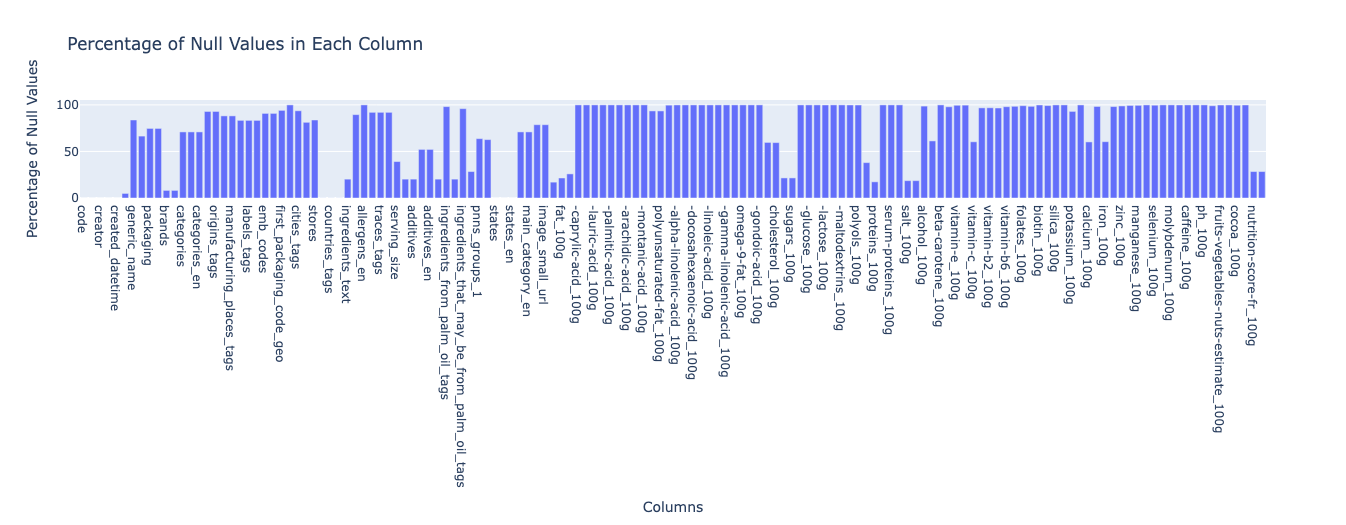 Percentage of Null Values in Each Column
Percentage of Null Values
100
50
0
code
creator
created_datetime
generic_name
packaging
brands
categories
categories_en
origins_tags
manufacturing_places_tags
labels_tags
emb_codes
first_packaging_code_geo
cities_tags
stores
countries_tags
ingredients_text
allergens_en
traces_tags
serving_size
additives
additives_en
ingredients_from_palm_oil_tags
ingredients_that_may_be_from_palm_oil_tags
pnns_groups_1
states
states_en
main_category_en
image_small_url
fat_100g
-caprylic-acid_100g
-lauric-acid_100g
-palmitic-acid_100g
-arachidic-acid_100g
-montanic-acid_100g
polyunsaturated-fat_100g
-alpha-linolenic-acid_100g
-docosahexaenoic-acid_100g
-linoleic-acid_100g
-gamma-linolenic-acid_100g
omega-9-fat_100g
-gondoic-acid_100g
cholesterol_100g
sugars_100g
-glucose_100g
-lactose_100g
-maltodextrins_100g
polyols_100g
proteins_100g
serum-proteins_100g
salt_100g
alcohol_100g
beta-carotene_100g
vitamin-e_100g
vitamin-c_100g
vitamin-b2_100g
vitamin-b6_100g
folates_100g
biotin_100g
silica_100g
potassium_100g
calcium_100g
iron_100g
zinc_100g
manganese_100g
selenium_100g
molybdenum_100g
caffeine_100g
ph_100g
fruits-vegetables-nuts-estimate_100g
cocoa_100g
nutrition-score-fr_100g
Columns